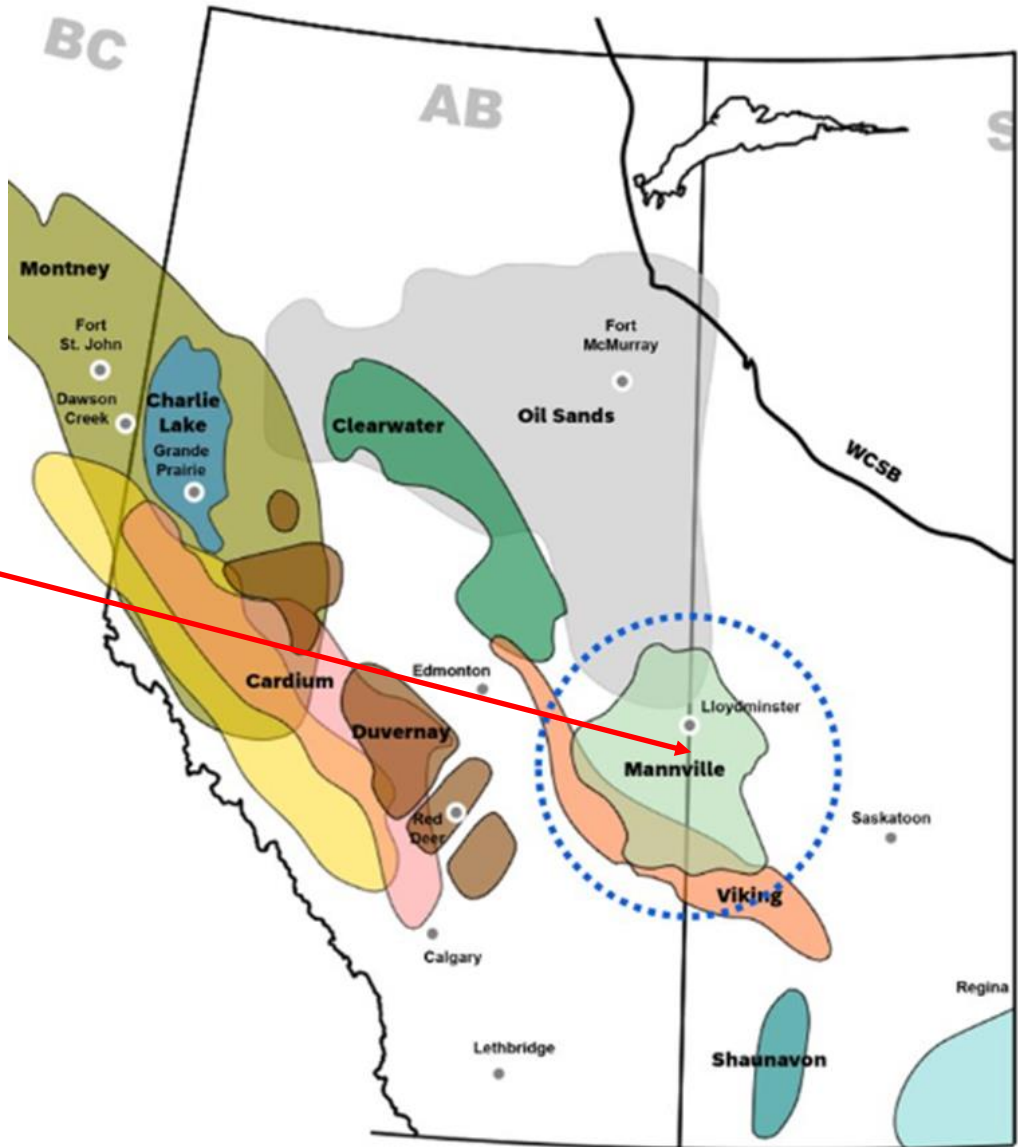 BC
AB
S
Montney
Fort
St. John
Fort
McMurray
Dawson
Creek
Charlie
Lake
Clearwater
Oil Sands
Grande
Prairie
WCSB
Edmonton
Cardium
Lloydminster
Duvernay
Mannville
Red
Deer
Saskatoon
Viking
Calgary
Regina
Lethbridge
Shaunavon